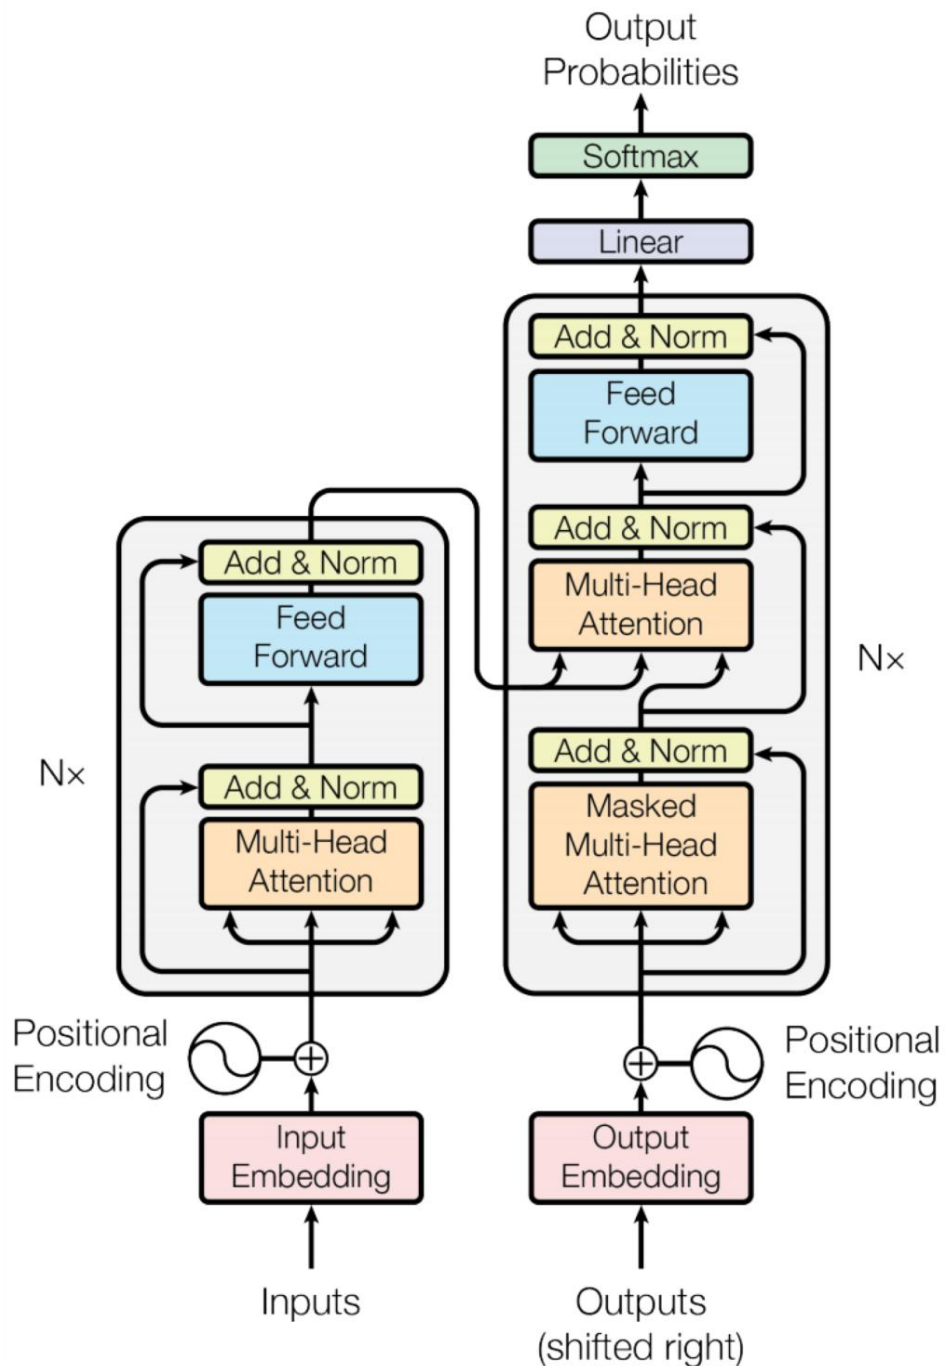 Output
Probabilities
Softmax
Linear
Add & Norm
Feed
Forward
Add & Norm
Multi-Head
Attention
Nx
Add & Norm
Masked
Multi-Head
Attention
Add & Norm
Feed
Forward
Nx
Add & Norm
Multi-Head
Attention
Positional
Encoding
Positional
Encoding
Input
Embedding
Output
Embedding
Inputs
Outputs
(shifted right)